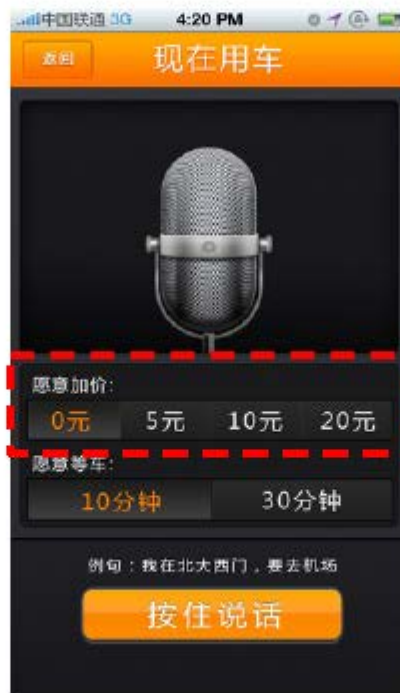 中国联通 3G 4:20 PM
返回 现在用车
愿意加价:
0元 5元 10元 20元
愿意等车:
10分钟 30分钟
例句：我在北大西门，要去机场
按住说话